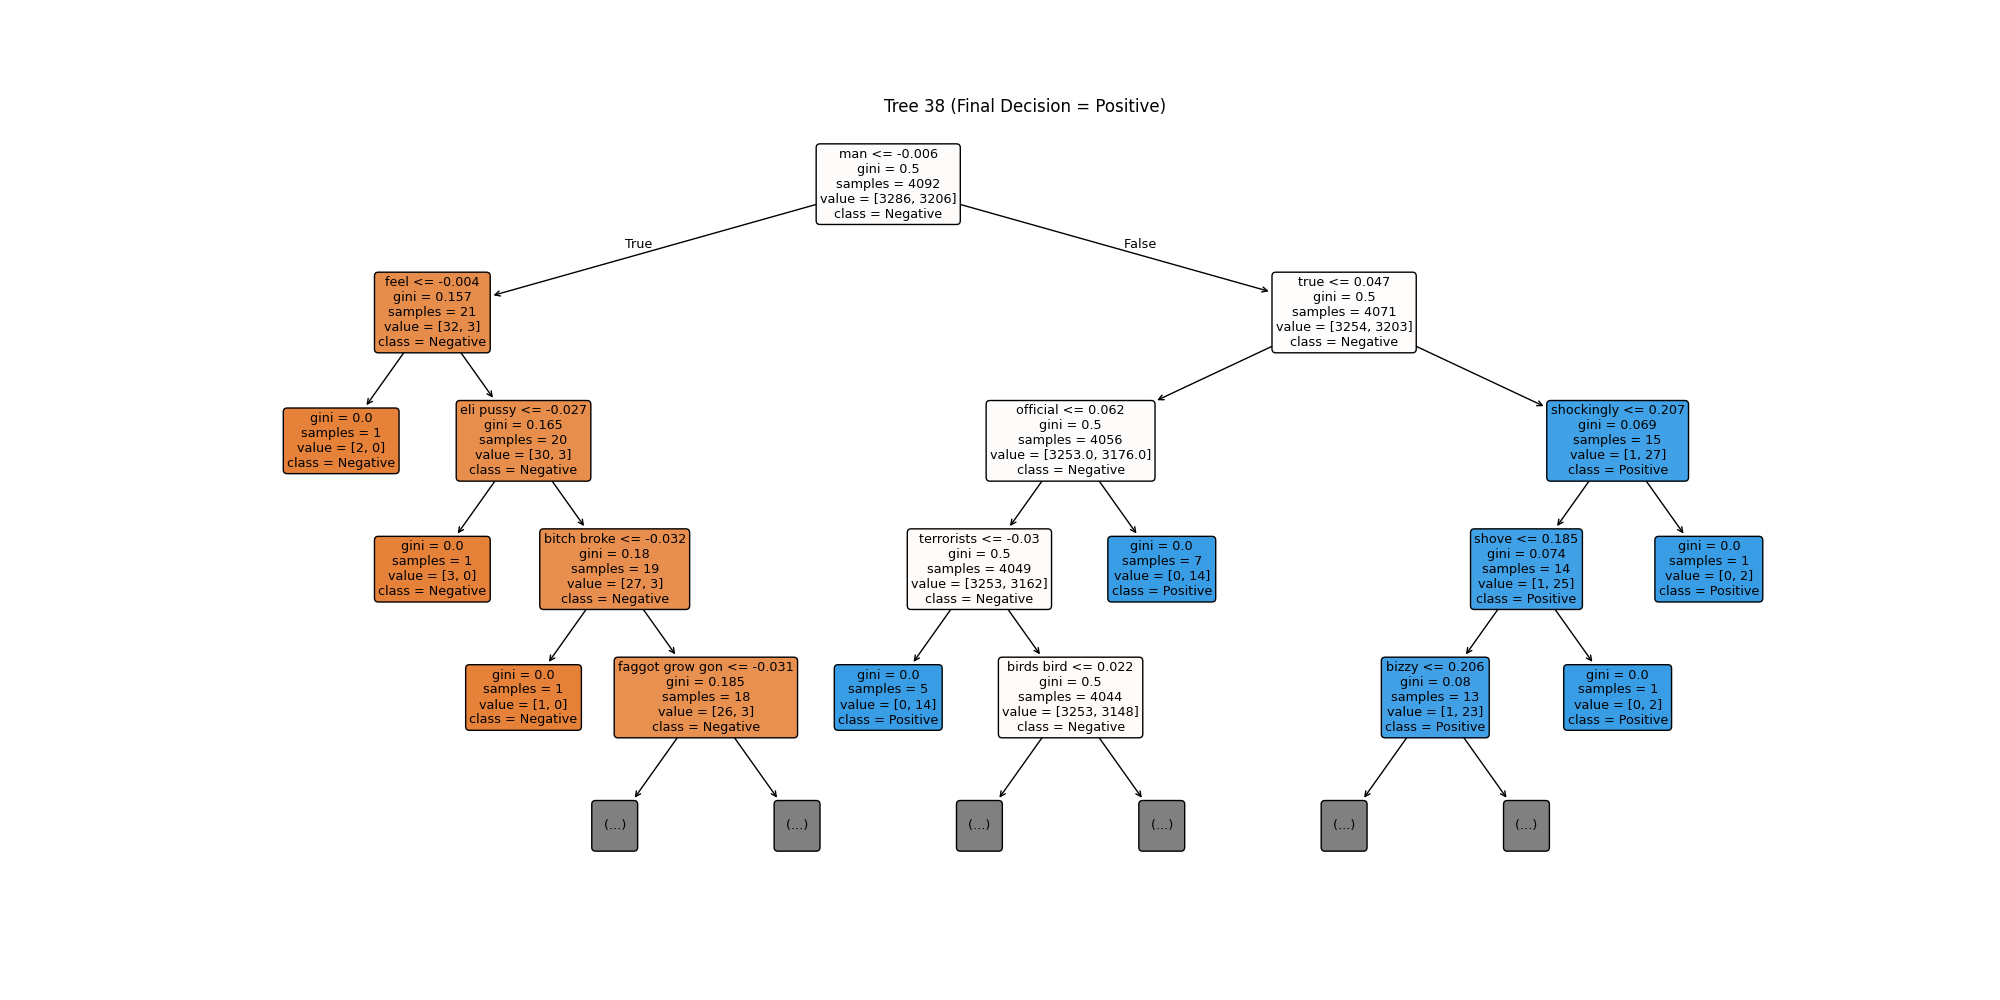 Tree 38 (Final Decision = Positive)
man <= -0.006
gini = 0.5
samples = 4092
value = [3286, 3206]
class = Negative
True
False
feel <= -0.004
gini = 0.157
samples = 21
value = [32, 3]
class = Negative
true <= 0.047
gini = 0.5
samples = 4071
value = [3254, 3203]
class = Negative
gini = 0.0
samples = 1
value = [2, 0]
class = Negative
eli pussy <= -0.027
gini = 0.165
samples = 20
value = [30, 3]
class = Negative
official <= 0.062
gini = 0.5
samples = 4056
value = [3253.0, 3176.0]
class = Negative
shockingly <= 0.207
gini = 0.069
samples = 15
value = [1, 27]
class = Positive
gini = 0.0
samples = 1
value = [3, 0]
class = Negative
bitch broke <= -0.032
gini = 0.18
samples = 19
value = [27, 3]
class = Negative
terrorists <= -0.03
gini = 0.5
samples = 4049
value = [3253, 3162]
class = Negative
gini = 0.0
samples = 7
value = [0, 14]
class = Positive
shove <= 0.185
gini = 0.074
samples = 14
value = [1, 25]
class = Positive
gini = 0.0
samples = 1
value = [0, 2]
class = Positive
gini = 0.0
samples = 1
value = [1, 0]
class = Negative
faggot grow gon <= -0.031
gini = 0.185
samples = 18
value = [26, 3]
class = Negative
gini = 0.0
samples = 5
value = [0, 14]
class = Positive
birds bird <= 0.022
gini = 0.5
samples = 4044
value = [3253, 3148]
class = Negative
bizzy <= 0.206
gini = 0.08
samples = 13
value = [1, 23]
class = Positive
gini = 0.0
samples = 1
value = [0, 2]
class = Positive
(...)
(...)
(...)
(...)
(...)
(...)